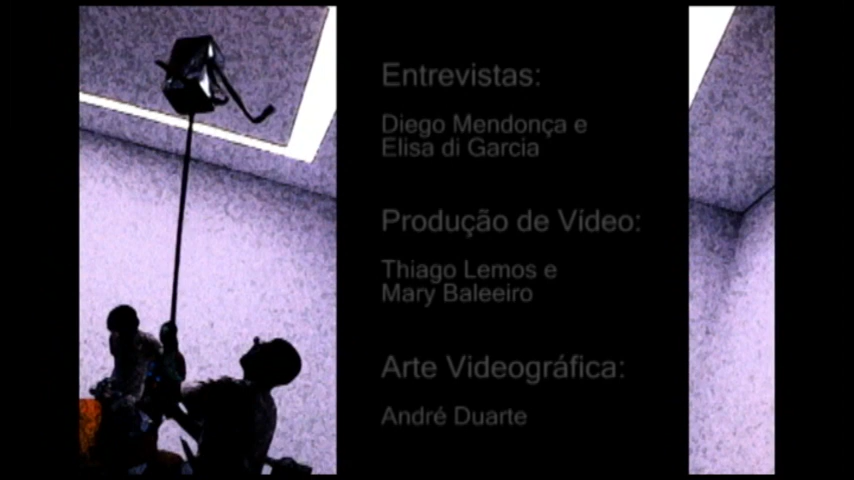 Entrevistas:
Diego Mendonça e
Elisa di Garcia
Produção de Vídeo:
Thiago Lemos e
Mary Baleeiro
Arte Videográfica:
André Duarte